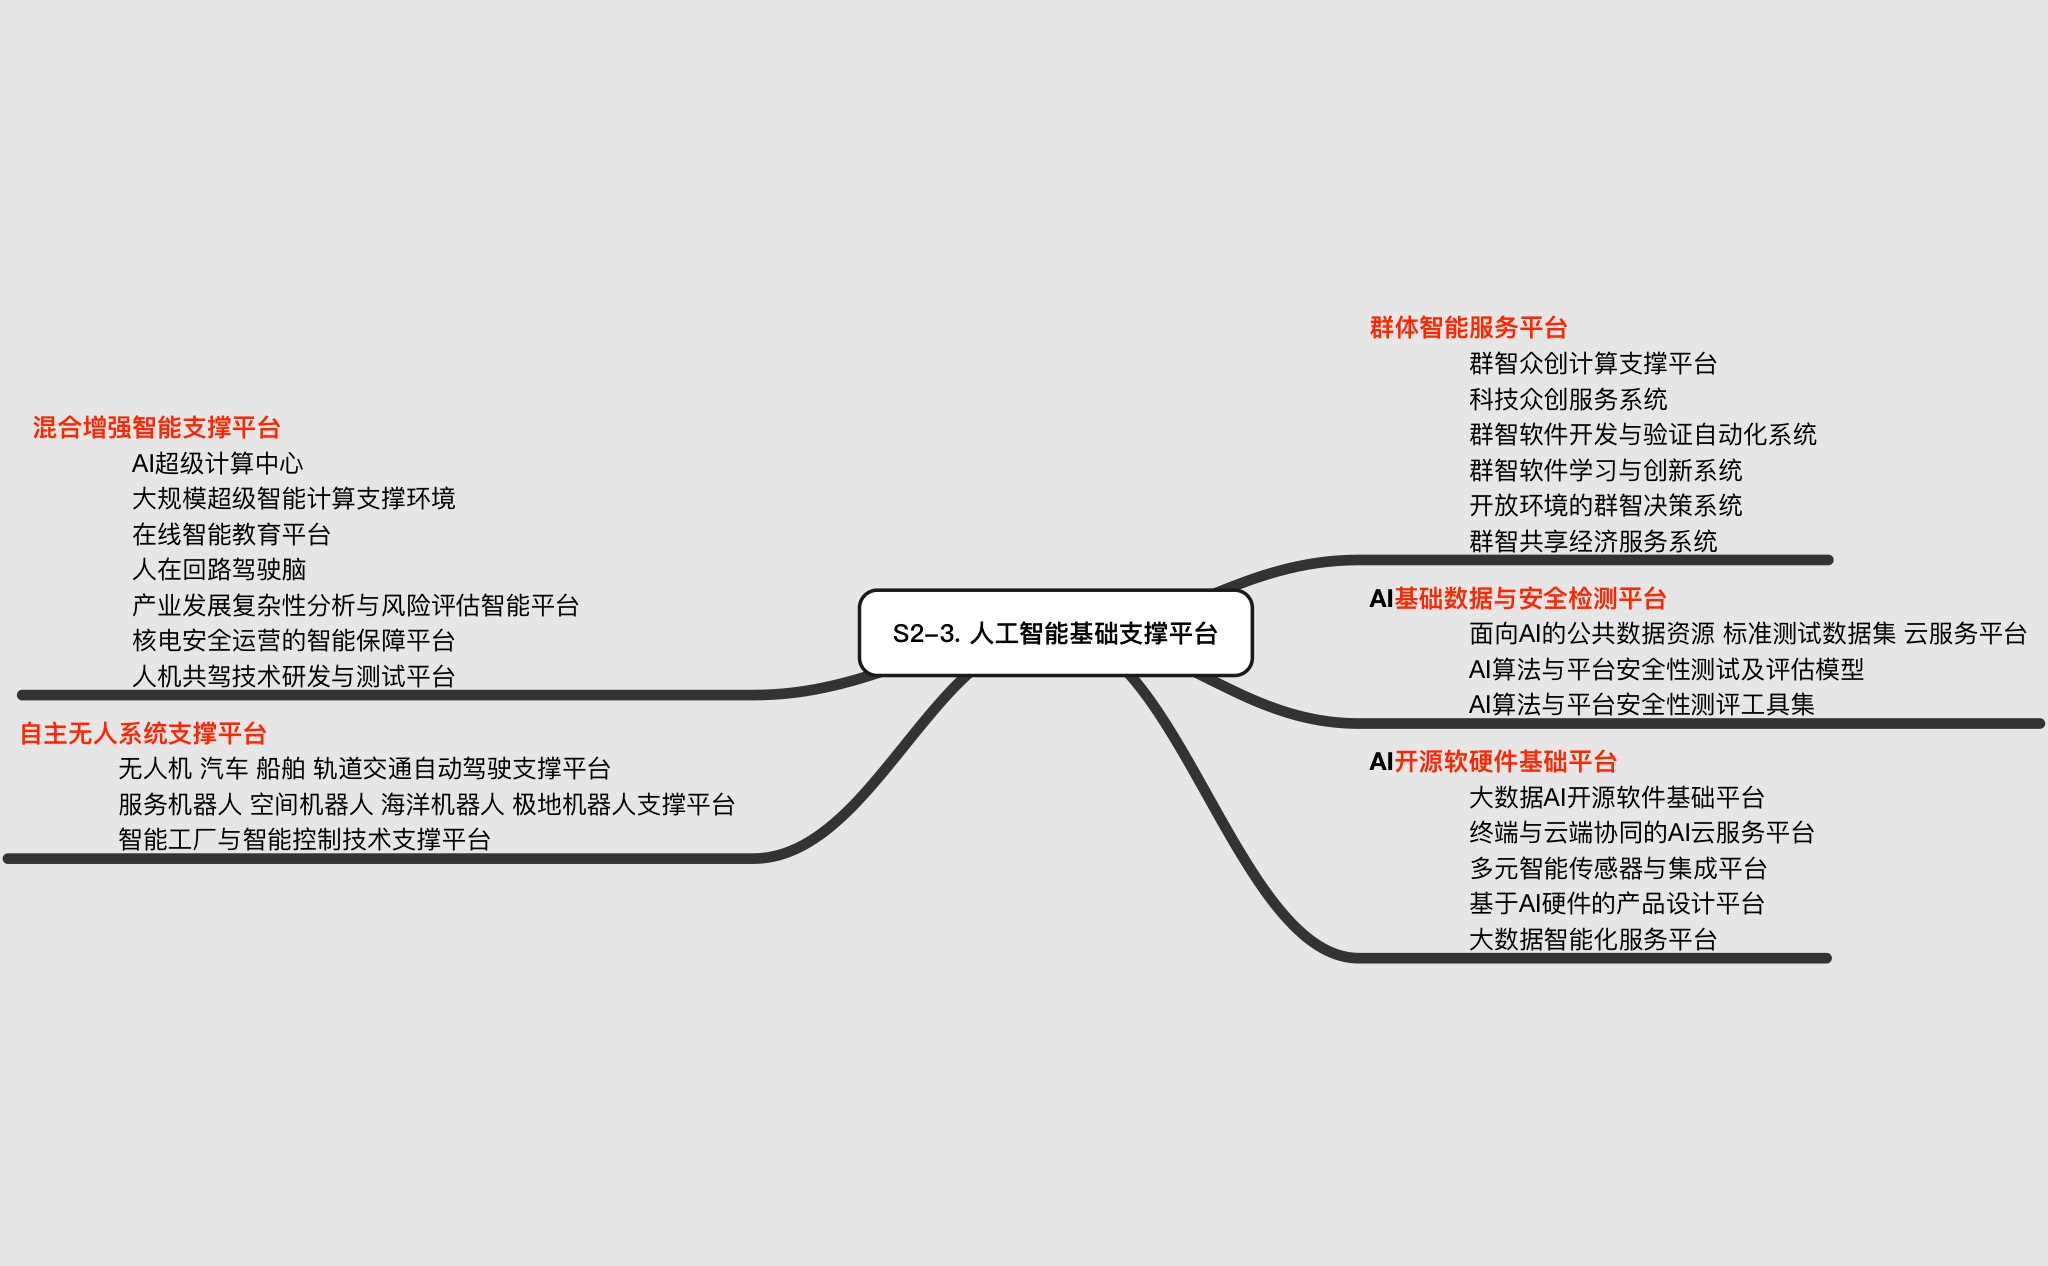 S2-3. 人工智能基础支撑平台
群体智能服务平台
群智众创计算支撑平台
科技众创服务系统
群智软件开发与验证自动化系统
群智软件学习与创新系统
开放环境的群智决策系统
群智共享经济服务系统
AI基础数据与安全检测平台
面向AI的公共数据资源 标准测试数据集 云服务平台
AI算法与平台安全性测试及评估模型
AI算法与平台安全性测评工具集
AI开源软硬件基础平台
大数据AI开源软件基础平台
终端与云端协同的AI云服务平台
多元智能传感器与集成平台
基于AI硬件的产品设计平台
大数据智能化服务平台
混合增强智能支撑平台
AI超级计算中心
大规模超级智能计算支撑环境
在线智能教育平台
人在回路驾驶脑
产业发展复杂性分析与风险评估智能平台
核电安全运营的智能保障平台
人机共驾技术研发与测试平台
自主无人系统支撑平台
无人机 汽车 船舶 轨道交通自动驾驶支撑平台
服务机器人 空间机器人 海洋机器人 极地机器人支撑平台
智能工厂与智能控制技术支撑平台